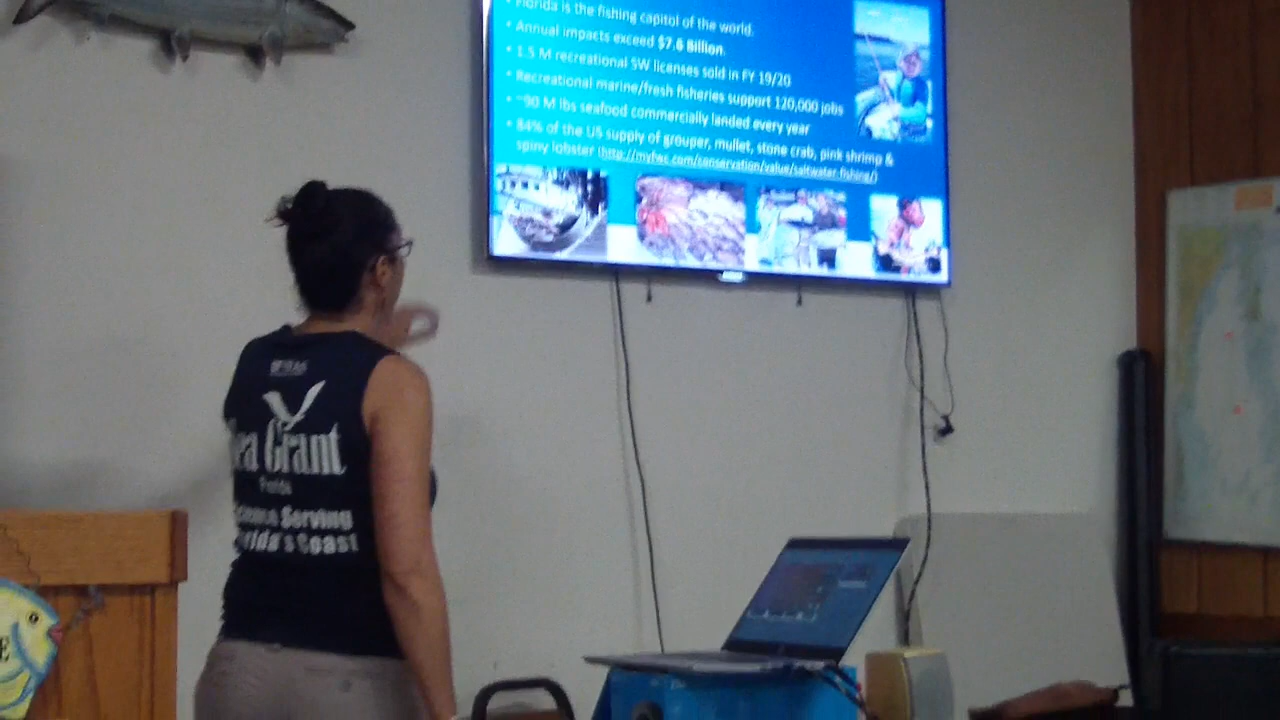 • Florida is the fishing capitol of the world.
• Annual impacts exceed $7.6 Billion.
• 1.5 M recreational SW licenses sold in FY 19/20
• Recreational marine/fresh fisheries support 120,000 jobs
• ~90 M lbs seafood commercially landed every year
• 84% of the US supply of grouper, mullet, stone crab, pink shrimp &
spiny lobster (http://myfwc.com/conservation/value/saltwater-fishing/)
Sea Grant
Florida
Science Serving
Florida's Coast
E